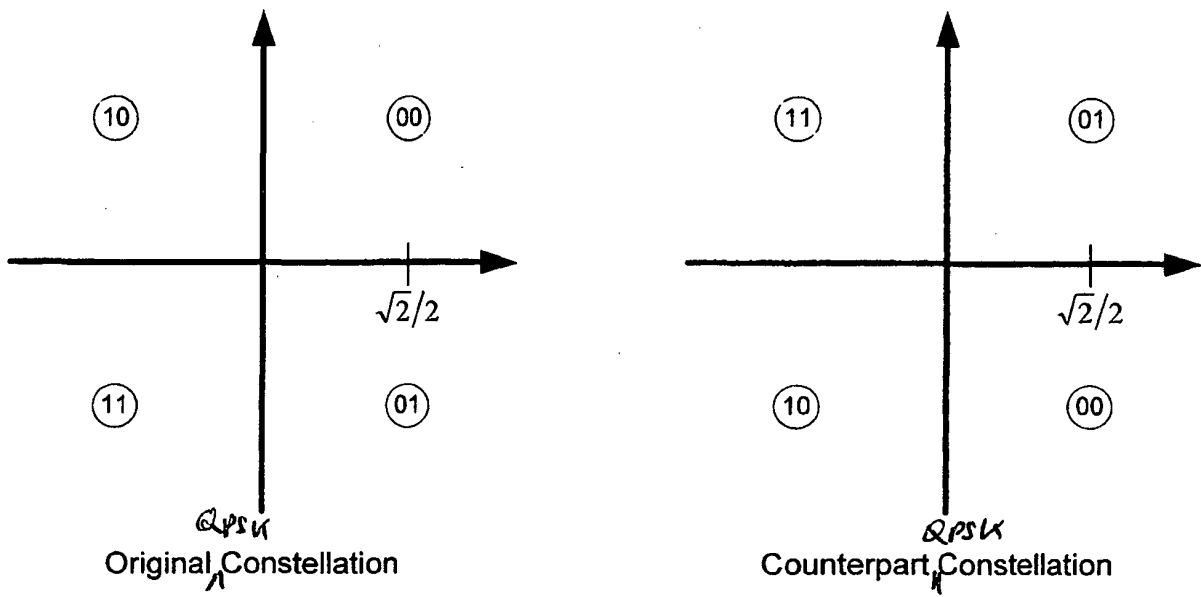 10 00 11 01
√2/2 √2/2
11 01 10 00
QPSK QPSK
Original Constellation Counterpart Constellation